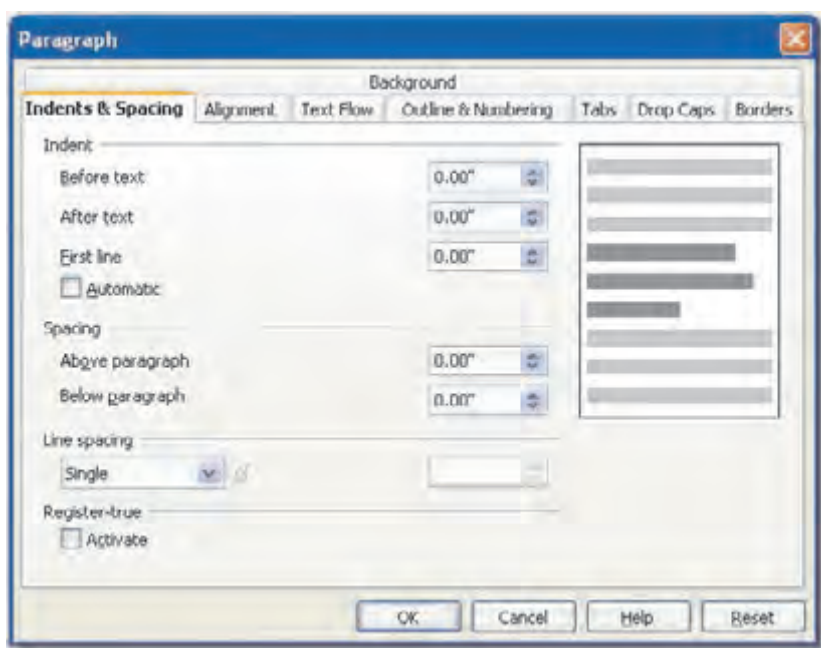 Paragraph
Background
Indents & Spacing Alignment Text Flow Outline & Numbering Tabs Drop Caps Borders
Indent
Before text 0.00"
After text 0.00"
First line 0.00"
Automatic
Spacing
Above paragraph 0.00"
Below paragraph 0.00"
Line spacing
Single of
Register-true
Activate
OK Cancel Help Reset